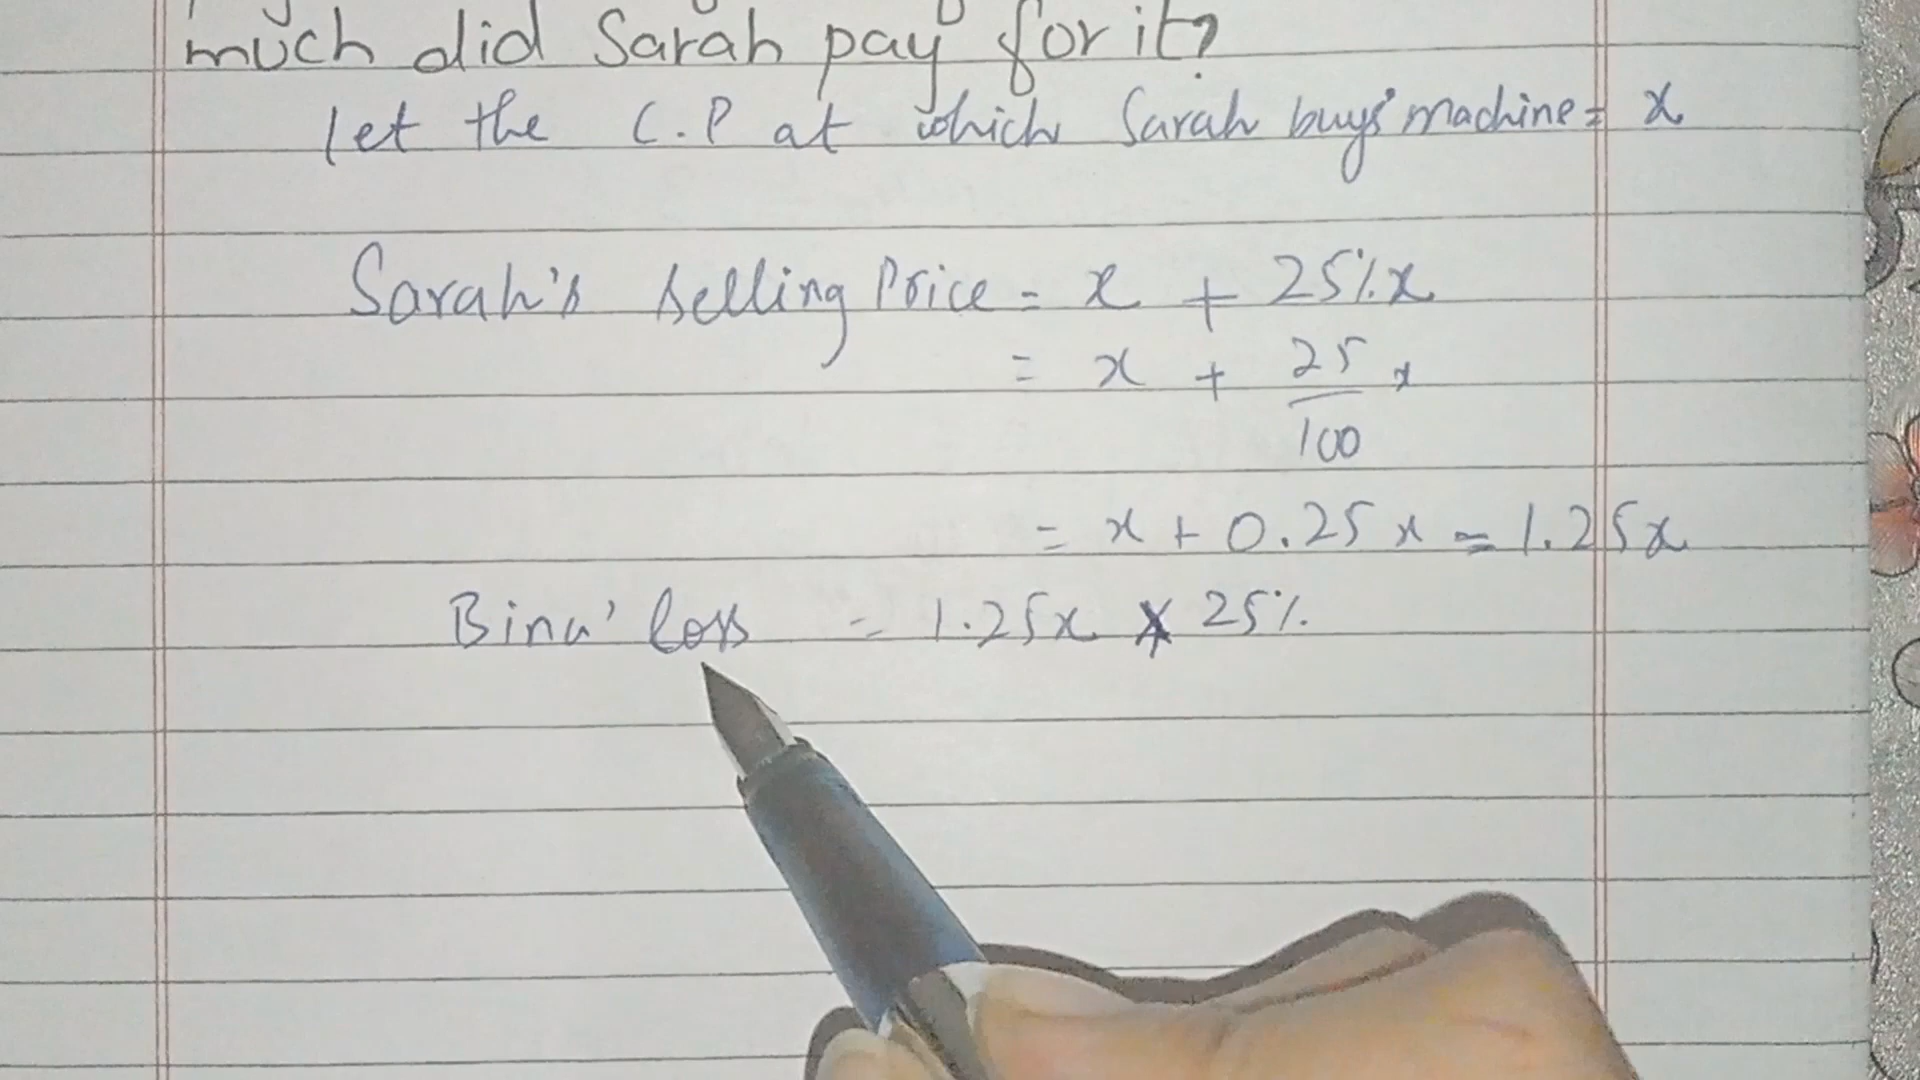 much did Sarah pay for it?
let the C.P at which Sarah buys machine = x
Sarah's selling Price = x + 25%x
= x + 25/100 x
= x + 0.25x = 1.25x
Binu' loss = 1.25x × 25%